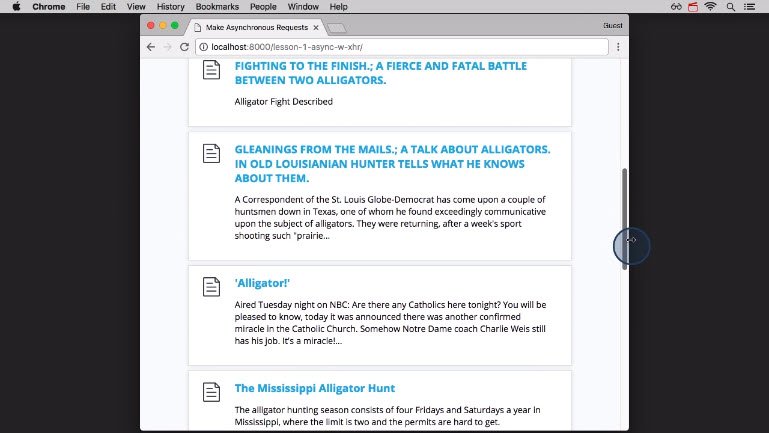 Chrome File Edit View History Bookmarks People Window Help
Make Asynchronous Requests
Guest
localhost:8000/lesson-1-async-w-xhr/
FIGHTING TO THE FINISH.; A FIERCE AND FATAL BATTLE
BETWEEN TWO ALLIGATORS.
Alligator Fight Described
GLEANINGS FROM THE MAILS.; A TALK ABOUT ALLIGATORS.
IN OLD LOUISIANIAN HUNTER TELLS WHAT HE KNOWS
ABOUT THEM.
A Correspondent of the St. Louis Globe-Democrat has come upon a couple of
huntsmen down in Texas, one of whom he found exceedingly communicative
upon the subject of alligators. They were returning, after a week's sport
shooting such "prairie...
'Alligator!'
Aired Tuesday night on NBC: Are there any Catholics here tonight? You will be
pleased to know, today it was announced there was another confirmed
miracle in the Catholic Church. Somehow Notre Dame coach Charlie Weis still
has his job. It's a miracle!...
The Mississippi Alligator Hunt
The alligator hunting season consists of four Fridays and Saturdays a year in
Mississippi, where the limit is two and the permits are hard to get.